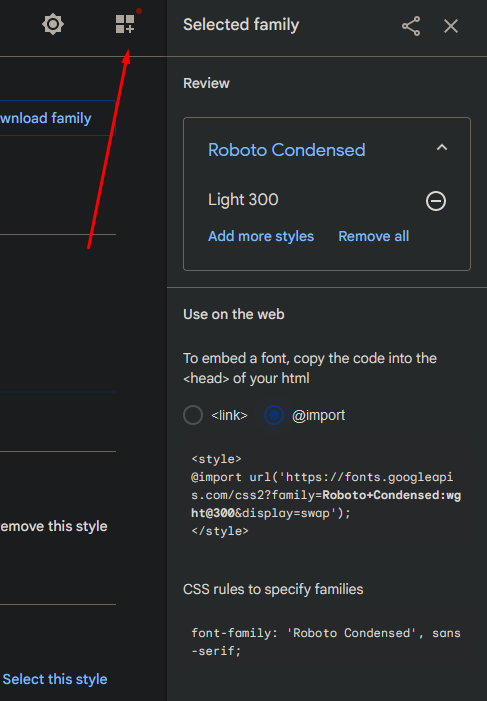 Selected family
Review
wnload family
Roboto Condensed
Light 300
Add more styles
Remove all
Use on the web
To embed a font, copy the code into the
<head> of your html
<link>
@import
<style>
@import url('https://fonts.googleapi
s.com/css2?family=Roboto+Condensed:wg
ht@300&display=swap');
</style>
emove this style
CSS rules to specify families
font-family: 'Roboto Condensed', sans
-serif;
Select this style